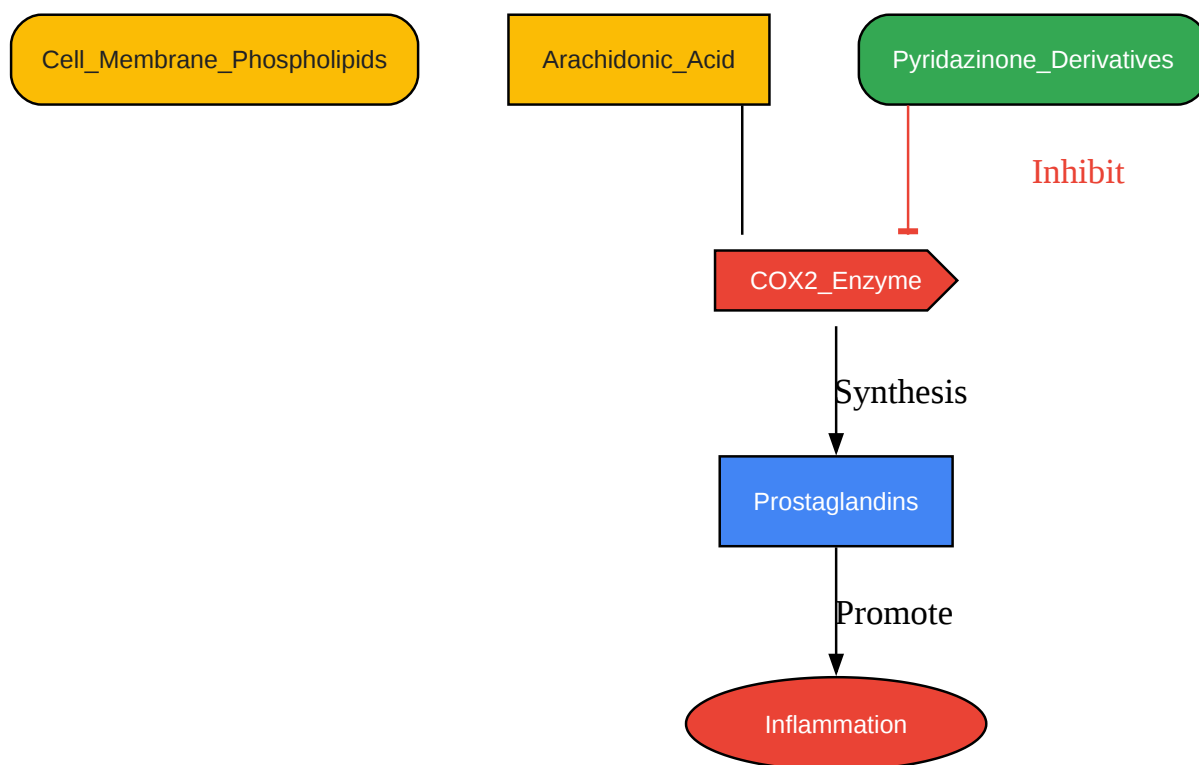 Cell_Membrane_Phospholipids
Arachidonic_Acid
Pyridazinone_Derivatives
Inhibit
COX2_Enzyme
Synthesis
Prostaglandins
Promote
Inflammation